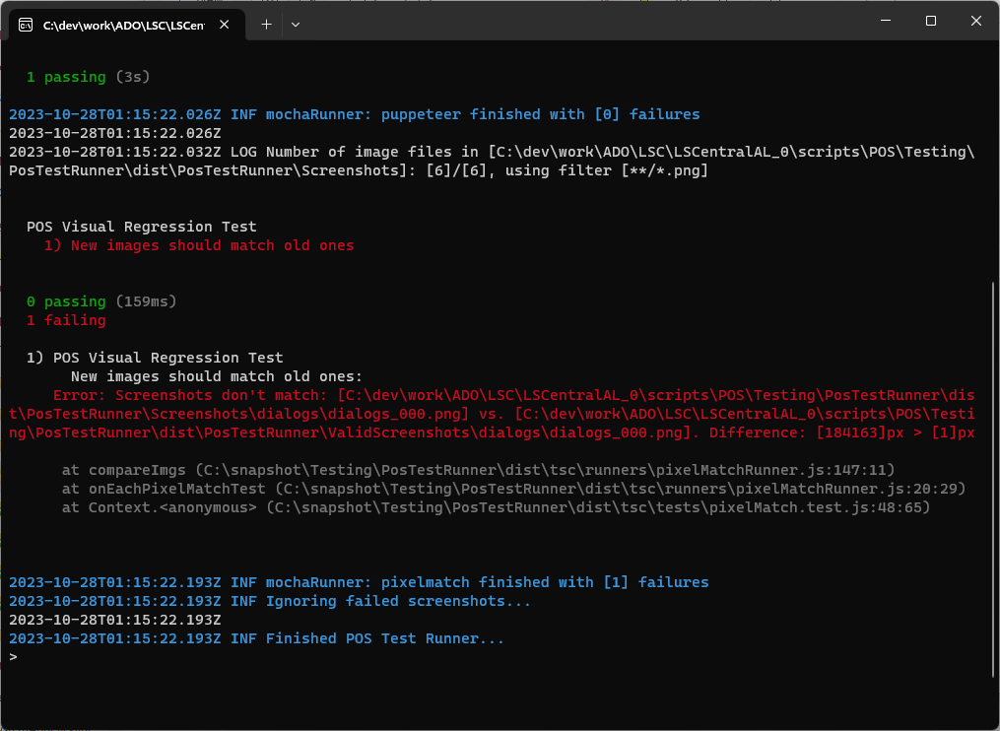 C:\dev\work\ADO\LSC\LSCen
1 passing (3s)
2023-10-28T01:15:22.026Z INF mochaRunner: puppeteer finished with [0] failures
2023-10-28T01:15:22.026Z
2023-10-28T01:15:22.032Z LOG Number of image files in [C:\dev\work\ADO\LSC\LSCentralAL_0\scripts\POS\Testing\
PosTestRunner\dist\PosTestRunner\Screenshots]: [6]/[6], using filter [**/*.png]
POS Visual Regression Test
1) New images should match old ones
0 passing (159ms)
1 failing
1) POS Visual Regression Test
New images should match old ones:
Error: Screenshots don't match: [C:\dev\work\ADO\LSC\LSCentralAL_0\scripts\POS\Testing\PosTestRunner\dis
t\PosTestRunner\Screenshots\dialogs\dialogs_000.png] vs. [C:\dev\work\ADO\LSC\LSCentralAL_0\scripts\POS\Testi
ng\PosTestRunner\dist\PosTestRunner\ValidScreenshots\dialogs\dialogs_000.png]. Difference: [184163]px > [1]px
at compareImgs (C:\snapshot\Testing\PosTestRunner\dist\tsc\runners\pixelMatchRunner.js:147:11)
at onEachPixelMatchTest (C:\snapshot\Testing\PosTestRunner\dist\tsc\runners\pixelMatchRunner.js:20:29)
at Context.<anonymous> (C:\snapshot\Testing\PosTestRunner\dist\tsc\tests\pixelMatch.test.js:48:65)
2023-10-28T01:15:22.193Z INF mochaRunner: pixelmatch finished with [1] failures
2023-10-28T01:15:22.193Z INF Ignoring failed screenshots...
2023-10-28T01:15:22.193Z
2023-10-28T01:15:22.193Z INF Finished POS Test Runner...
>